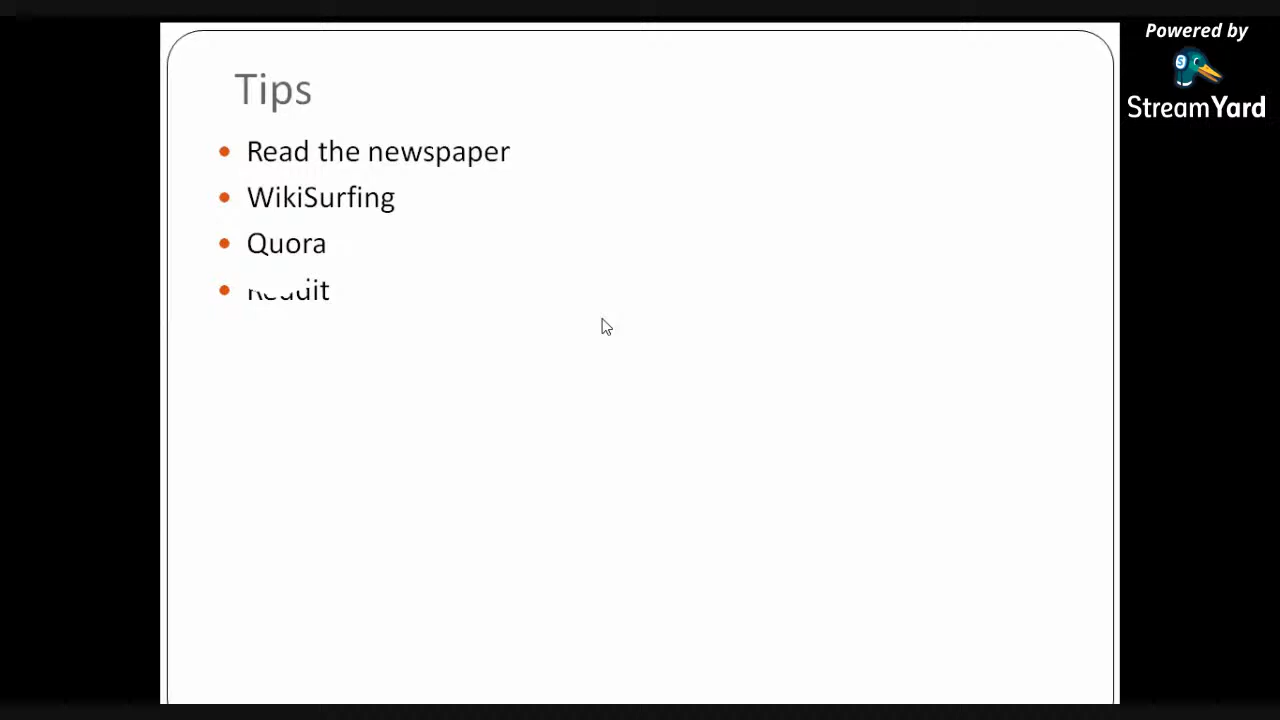 Powered by
StreamYard
Tips
• Read the newspaper
• WikiSurfing
• Quora
• Reddit